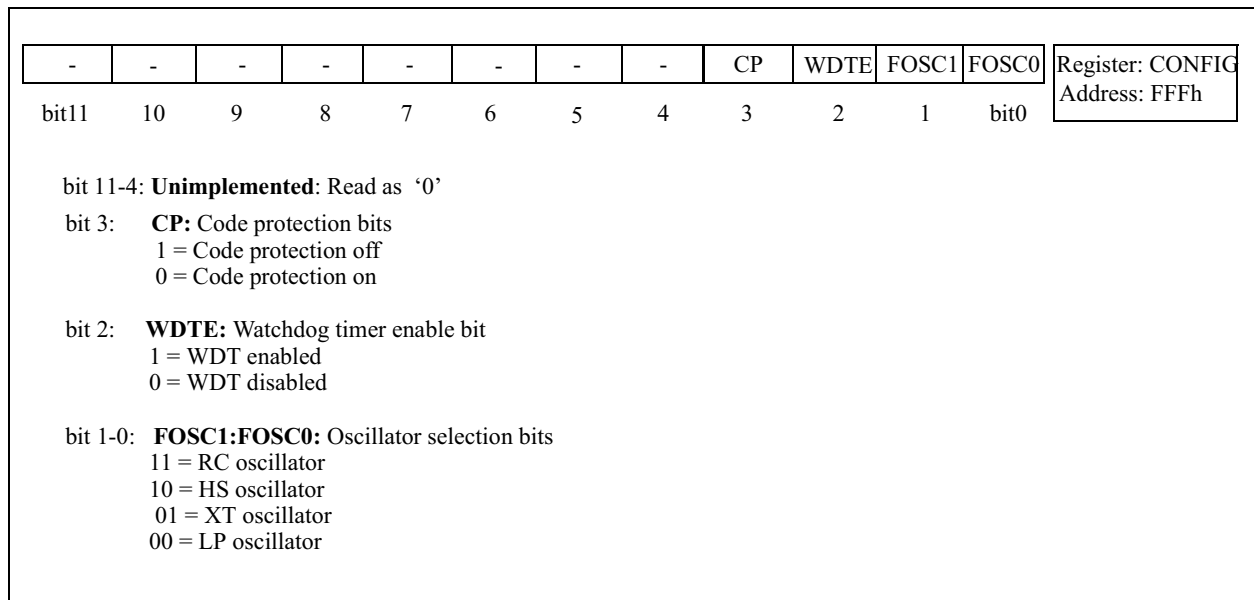 - - - - - - - - CP WDTE FOSC1 FOSC0
Register: CONFIG
Address: FFFh
bit11 10 9 8 7 6 5 4 3 2 1 bit0
bit 11-4: Unimplemented: Read as ‘0’
bit 3: CP: Code protection bits
1 = Code protection off
0 = Code protection on
bit 2: WDTE: Watchdog timer enable bit
1 = WDT enabled
0 = WDT disabled
bit 1-0: FOSC1:FOSC0: Oscillator selection bits
11 = RC oscillator
10 = HS oscillator
01 = XT oscillator
00 = LP oscillator